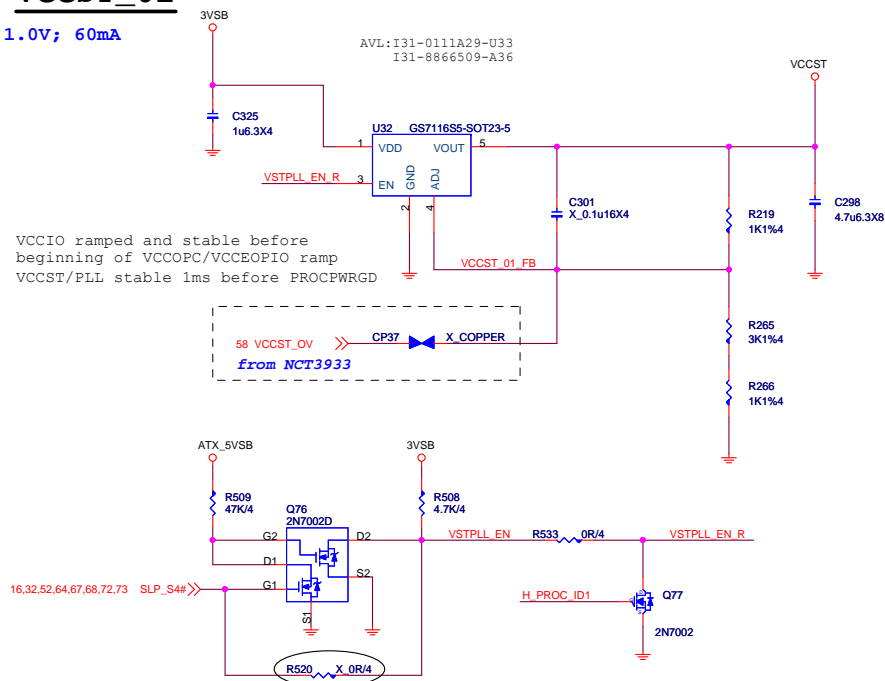 1.0V; 60mA
3VSB
AVL:I31-0111A29-U33
I31-8866509-A36
VCCST
C325
1u6.3X4
U32 GS7116S5-SOT23-5
1 VDD VOUT 5
VSTPLL_EN_R 3 EN GND ADJ
2 4
C301
X_0.1u16X4
R219
1K1%4
C298
4.7u6.3X8
VCCIO ramped and stable before
beginning of VCCOPC/VCCEOPIO ramp
VCCST/PLL stable 1ms before PROCPWRGD
VCCST_01_FB
58 VCCST_OV CP37 X_COPPER
from NCT3933
R265
3K1%4
R266
1K1%4
ATX_5VSB
3VSB
R509
47K/4
Q76
2N7002D
R508
4.7K/4
G2 D2
VSTPLL_EN R533 0R/4 VSTPLL_EN_R
D1 S2
16,32,52,64,67,68,72,73 SLP_S4# G1
S1
H_PROC_ID1 Q77
2N7002
R520 X_0R/4